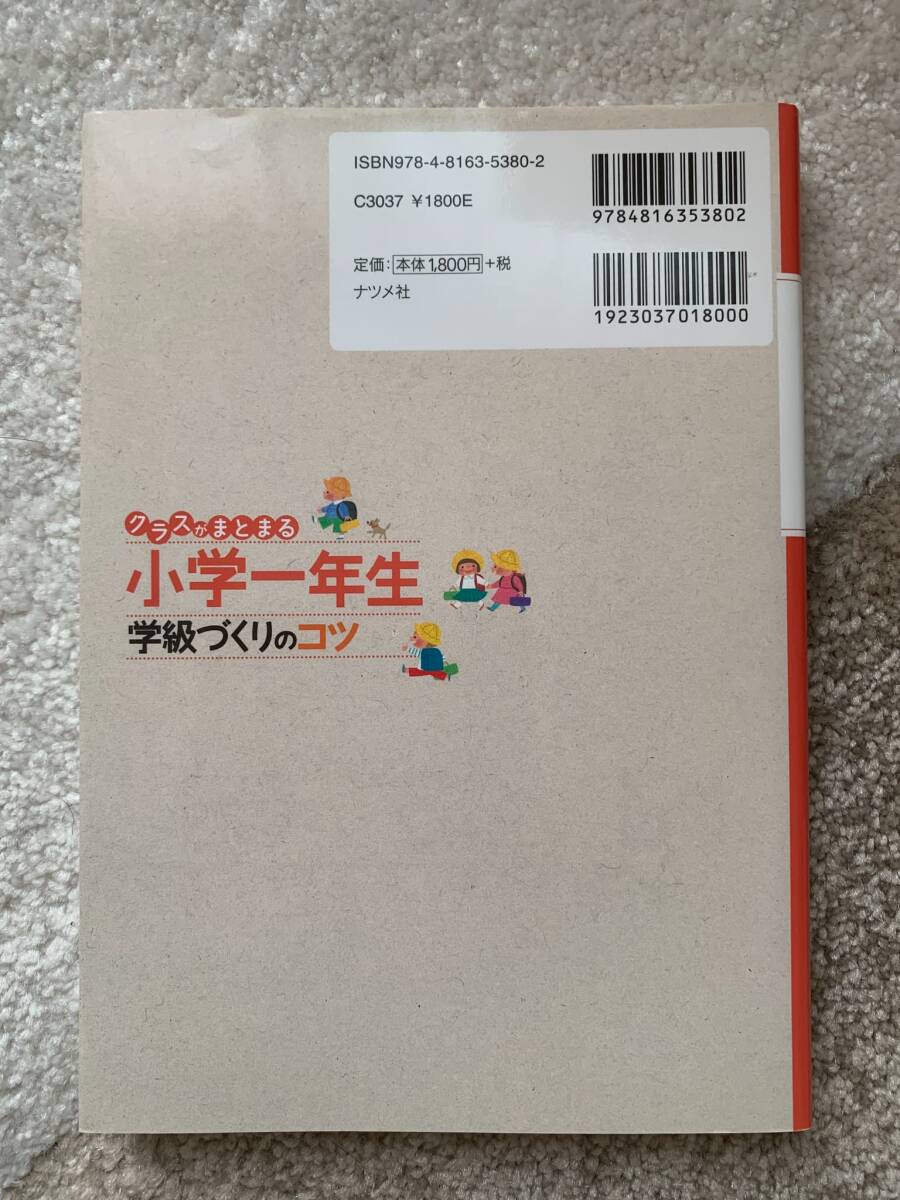 ISBN978-4-8163-5380-2
C3037 ¥1800E
9784816353802
定価：本体1,800円+税
ナツメ社
1923037018000
クラスがまとまる
小学一年生
学級づくりのコツ